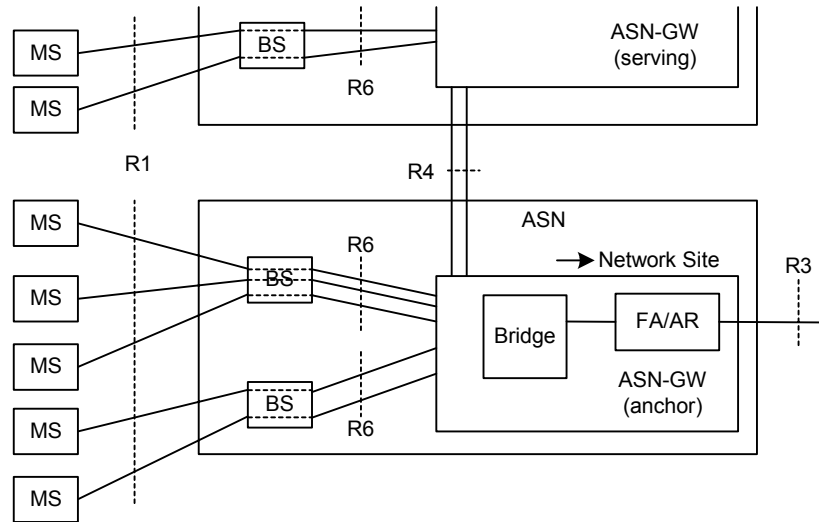 MS
BS
ASN-GW
(serving)
R6
MS
R1
R4
MS
ASN
R6
Network Site
R3
BS
MS
Bridge
FA/AR
MS
ASN-GW
(anchor)
BS
MS
R6
MS